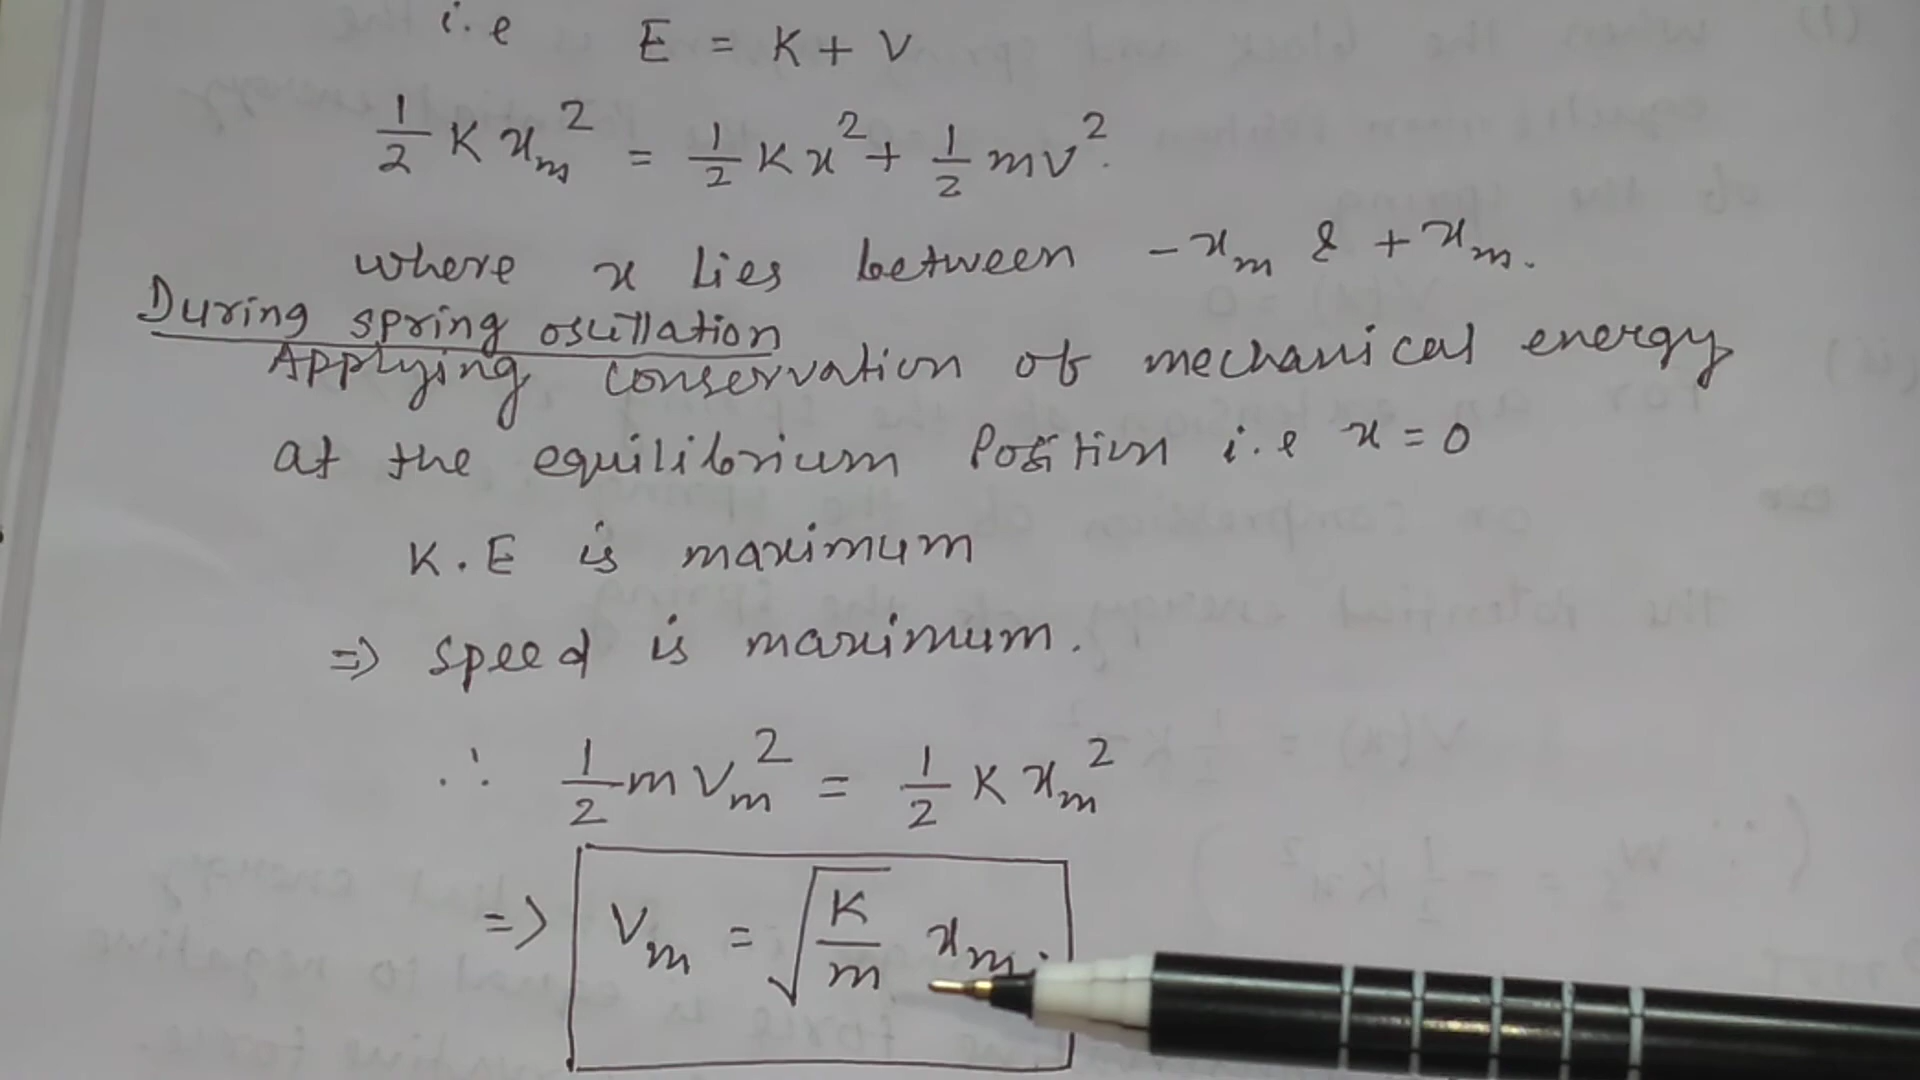 i.e E = K + V
1/2 K x_m^2 = 1/2 K x^2 + 1/2 m v^2.
where x lies between -x_m & +x_m.
During spring oscillation
Applying conservation of mechanical energy
at the equilibrium Position i.e x = 0
K.E is maximum
=> speed is maximum.
∴ 1/2 m V_m^2 = 1/2 K x_m^2
=> V_m = √(K/m) x_m.